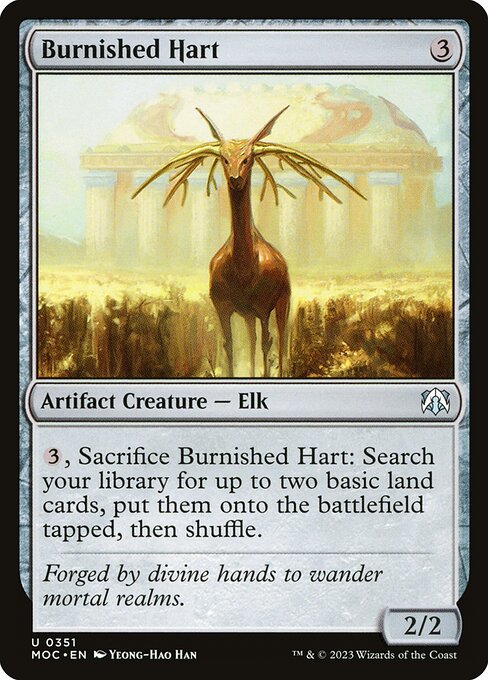 Burnished Hart 3
Artifact Creature — Elk
3, Sacrifice Burnished Hart: Search
your library for up to two basic land
cards, put them onto the battlefield
tapped, then shuffle.
Forged by divine hands to wander
mortal realms.
2/2
U 0351
MOC • EN Yeong-Hao Han
™ & © 2023 Wizards of the Coast